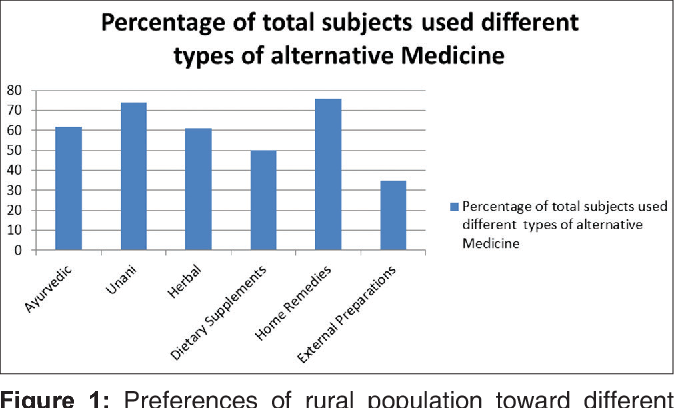 Percentage of total subjects used different
types of alternative Medicine
80
70
60
50
40
30
20
10
0
Ayurvedic
Unani
Herbal
Dietary Supplements
Home Remedies
External Preparations
Percentage of total subjects used
different types of alternative
Medicine
Figure 1: Preferences of rural population toward different